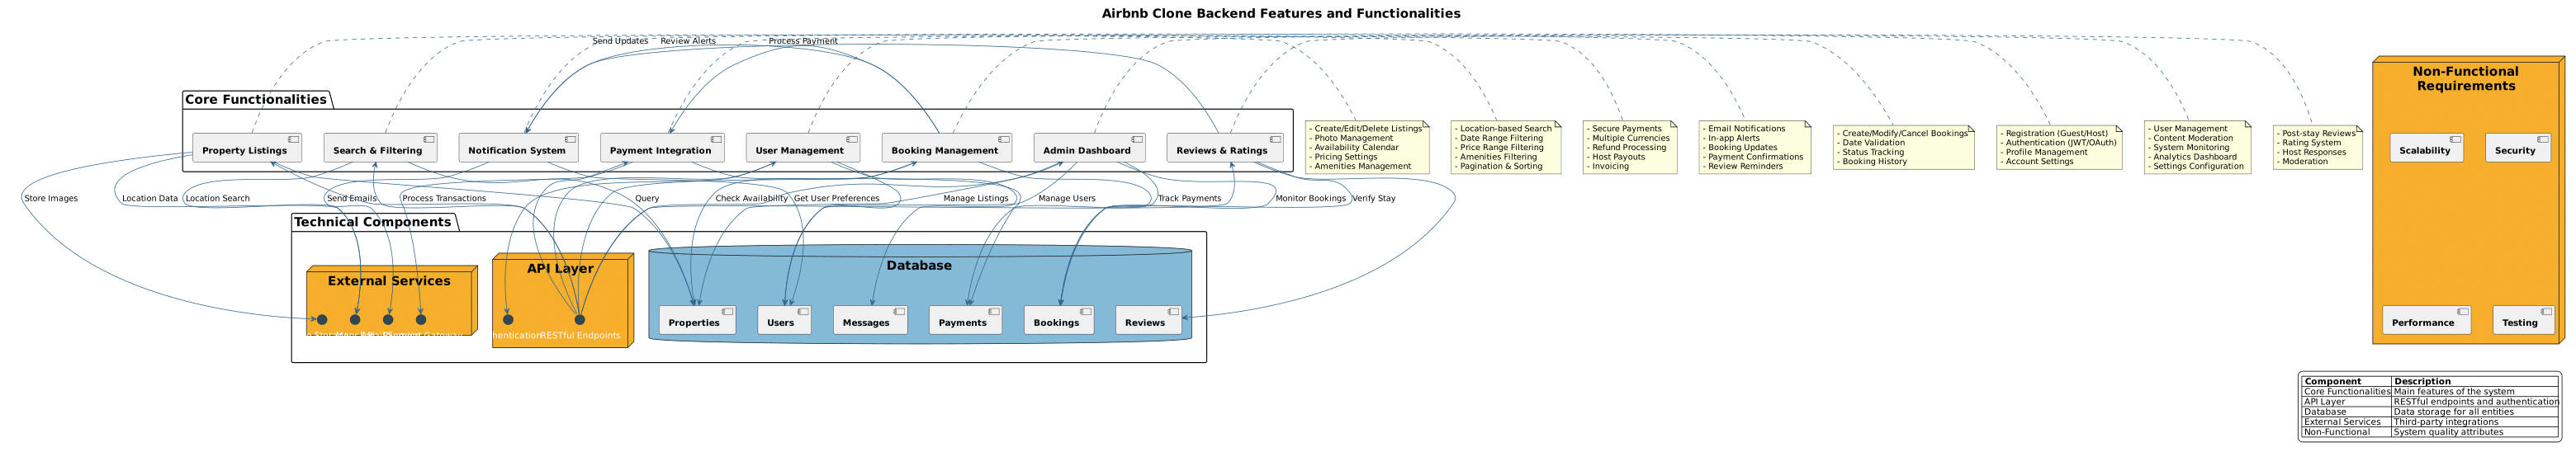 Airbnb Clone Backend Features and Functionalities
Send Updates
Review Alerts
Process Payment
Core Functionalities
Property Listings
Search & Filtering
Notification System
Payment Integration
User Management
Booking Management
Admin Dashboard
Reviews & Ratings
- Create/Edit/Delete Listings
- Photo Management
- Availability Calendar
- Pricing Settings
- Amenities Management
- Location-based Search
- Date Range Filtering
- Price Range Filtering
- Amenities Filtering
- Pagination & Sorting
- Secure Payments
- Multiple Currencies
- Refund Processing
- Host Payouts
- Invoicing
- Email Notifications
- In-app Alerts
- Booking Updates
- Payment Confirmations
- Review Reminders
- Create/Modify/Cancel Bookings
- Date Validation
- Status Tracking
- Booking History
- Registration (Guest/Host)
- Authentication (JWT/OAuth)
- Profile Management
- Account Settings
- User Management
- Content Moderation
- System Monitoring
- Analytics Dashboard
- Settings Configuration
- Post-stay Reviews
- Rating System
- Host Responses
- Moderation
Non-Functional
Requirements
Scalability
Security
Performance
Testing
Store Images
Location Data
Location Search
Send Emails
Process Transactions
Query
Check Availability
Get User Preferences
Manage Listings
Manage Users
Track Payments
Monitor Bookings
Verify Stay
Technical Components
External Services
API Layer
RESTful Endpoints
Database
Properties
Users
Messages
Payments
Bookings
Reviews
Component Description
Core Functionalities Main features of the system
API Layer RESTful endpoints and authentication
Database Data storage for all entities
External Services Third-party integrations
Non-Functional System quality attributes